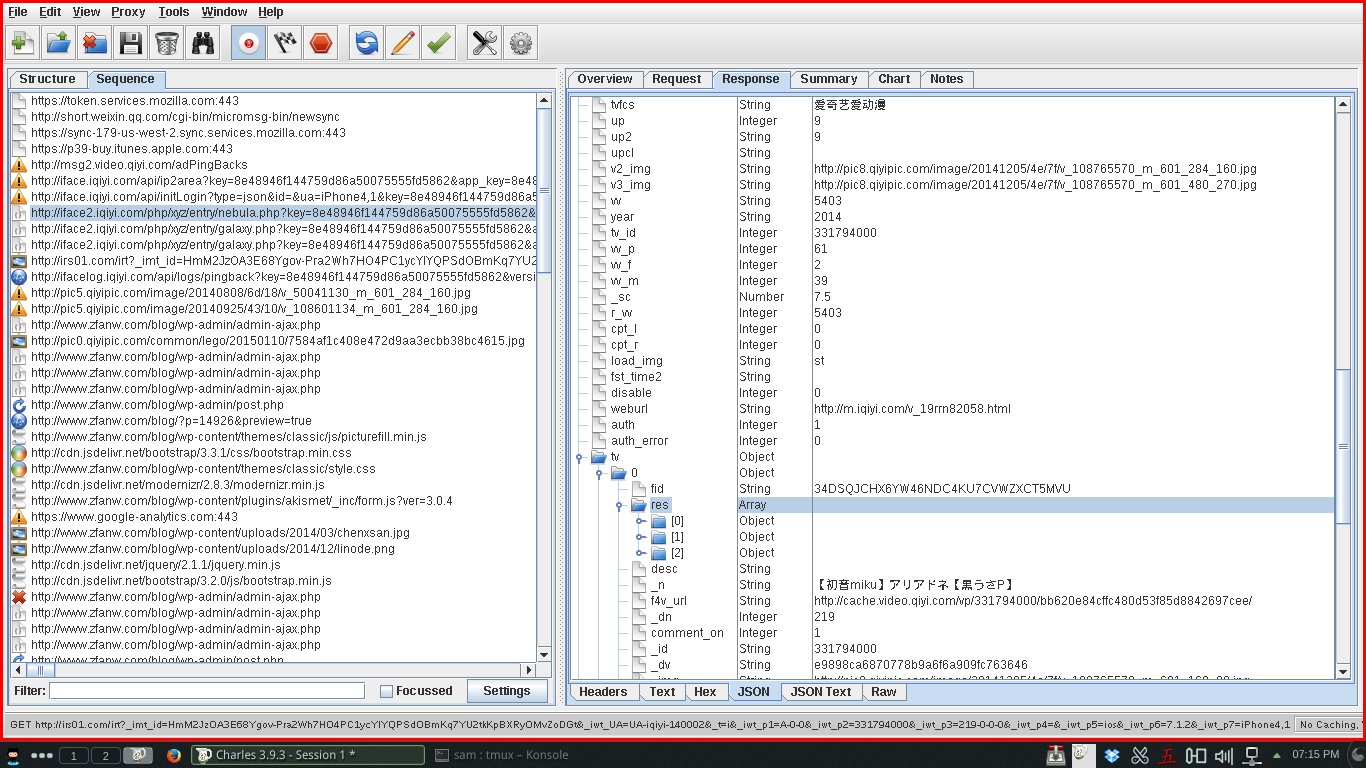 File Edit View Proxy Tools Window Help
Structure Sequence
https://token.services.mozilla.com:443
http://short.weixin.qq.com/cgi-bin/micromsg-bin/newsync
https://sync-179-us-west-2.sync.services.mozilla.com:443
https://p39-buy.itunes.apple.com:443
http://msg2.video.qiyi.com/adPingBacks
http://iface.iqiyi.com/api/ip2area?key=8e48946f144759d86a50075555fd5862&app_key=8e48
http://iface.iqiyi.com/api/initLogin?type=json&id=&ua=iPhone4,1&key=8e48946f144759d86a5
http://iface2.iqiyi.com/php/xyz/entry/nebula.php?key=8e48946f144759d86a50075555fd5862&
http://iface2.iqiyi.com/php/xyz/entry/galaxy.php?key=8e48946f144759d86a50075555fd5862&a
http://iface2.iqiyi.com/php/xyz/entry/galaxy.php?key=8e48946f144759d86a50075555fd5862&a
http://irs01.com/irt?_imt_id=HmM2JzOA3E68Ygov-Pra2Wh7HO4PC1ycYlYQPSdOBmKq7YU2
http://ifacelog.iqiyi.com/api/logs/pingback?key=8e48946f144759d86a50075555fd5862&versi
http://pic5.qiyipic.com/image/20140808/6d/18/v_50041130_m_601_284_160.jpg
http://pic5.qiyipic.com/image/20140925/43/10/v_108601134_m_601_284_160.jpg
http://www.zfanw.com/blog/wp-admin/admin-ajax.php
http://pic0.qiyipic.com/common/lego/20150110/7584af1c408e472d9aa3ecbb38bc4615.jpg
http://www.zfanw.com/blog/wp-admin/admin-ajax.php
http://www.zfanw.com/blog/wp-admin/admin-ajax.php
http://www.zfanw.com/blog/wp-admin/admin-ajax.php
http://www.zfanw.com/blog/wp-admin/post.php
http://www.zfanw.com/blog/?p=14926&preview=true
http://www.zfanw.com/blog/wp-content/themes/classic/js/picturefill.min.js
http://cdn.jsdelivr.net/bootstrap/3.3.1/css/bootstrap.min.css
http://www.zfanw.com/blog/wp-content/themes/classic/style.css
http://cdn.jsdelivr.net/modernizr/2.8.3/modernizr.min.js
http://www.zfanw.com/blog/wp-content/plugins/akismet/_inc/form.js?ver=3.0.4
https://www.google-analytics.com:443
http://www.zfanw.com/blog/wp-content/uploads/2014/03/chenxsan.jpg
http://www.zfanw.com/blog/wp-content/uploads/2014/12/linode.png
http://cdn.jsdelivr.net/jquery/2.1.1/jquery.min.js
http://cdn.jsdelivr.net/bootstrap/3.2.0/js/bootstrap.min.js
http://www.zfanw.com/blog/wp-admin/admin-ajax.php
http://www.zfanw.com/blog/wp-admin/admin-ajax.php
http://www.zfanw.com/blog/wp-admin/admin-ajax.php
http://www.zfanw.com/blog/wp-admin/admin-ajax.php
http://www.zfanw.com/blog/wp-admin/post.php
Filter: Focussed Settings
Overview Request Response Summary Chart Notes
tvfcs String 爱奇艺爱动漫
up Integer 9
up2 String 9
upcl String
v2_img String http://pic8.qiyipic.com/image/20141205/4e/7f/v_108765570_m_601_284_160.jpg
v3_img String http://pic8.qiyipic.com/image/20141205/4e/7f/v_108765570_m_601_480_270.jpg
vv String 5403
year String 2014
tv_id Integer 331794000
vv_p Integer 61
vv_f Integer 2
vv_m Integer 39
_sc Number 7.5
r_vv Integer 5403
cpt_l Integer 0
cpt_r Integer 0
load_img String st
fst_time2 String
disable Integer 0
weburl String http://m.iqiyi.com/v_19rrn82058.html
auth Integer 1
auth_error Integer 0
tv Object
0 Object
fid String 34DSQJCHX6YW46NDC4KU7CVWZXCT5MVU
res Array
[0] Object
[1] Object
[2] Object
desc String
_n String 【初音miku】アリアドネ【黒うさP】
f4v_url String http://cache.video.qiyi.com/vp/331794000/bb620e84cffc480d53f85d8842697cee/
_dn Integer 219
comment_on Integer 1
_id String 331794000
_dv String e9898ca6870778b9a6f6a909fc763646
Headers Text Hex JSON JSON Text Raw
GET http://irs01.com/irt?_imt_id=HmM2JzOA3E68Ygov-Pra2Wh7HO4PC1ycYlYQPSdOBmKq7YU2tkKpBXRyOMvZoDGt&_iwt_UA=UA-iqiyi-140002&_t=i&_iwt_p1=A-0-0&_iwt_p2=331794000&_iwt_p3=219-0-0-0&_iwt_p4=&_iwt_p5=ios&_iwt_p6=7.1.2&_iwt_p7=iPhone4,1 No Caching,
1 2 Charles 3.9.3 - Session 1 * sam : tmux – Konsole 五 07:15 PM